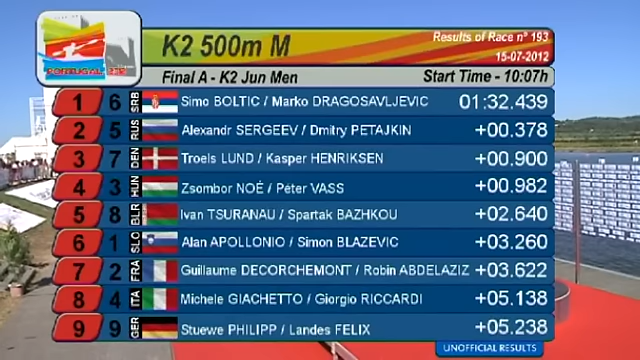 K2 500m M
Results of Race nº 193
15-07-2012
PORTUGAL
Final A - K2 Jun Men
Start Time - 10:07h
1 6 SRB Simo BOLTIC / Marko DRAGOSAVLJEVIC 01:32.439
2 5 RUS Alexandr SERGEEV / Dmitry PETAJKIN +00.378
3 7 DEN Troels LUND / Kasper HENRIKSEN +00.900
4 3 HUN Zsombor NOÉ / Péter VASS +00.982
5 8 BLR Ivan TSURANAU / Spartak BAZHKOU +02.640
6 1 SLO Alan APOLLONIO / Simon BLAZEVIC +03.260
7 2 FRA Guillaume DECORCHEMONT / Robin ABDELAZIZ +03.622
8 4 ITA Michele GIACHETTO / Giorgio RICCARDI +05.138
9 9 GER Stuewe PHILIPP / Landes FELIX +05.238
UNOFFICIAL RESULTS